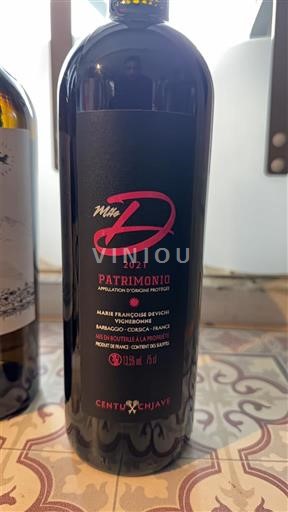 Mlle D
VINIOU
2021
PATRIMONIO
APPELLATION D'ORIGINE PROTÉGÉE
MARIE FRANÇOISE DEVICHI
VIGNERONNE
BARBAGGIO - CORSICA - FRANCE
MIS EN BOUTEILLE À LA PROPRIÉTÉ
PRODUIT DE FRANCE - CONTIENT DES SULFITES
13,5% vol. 75 cl
CENTU CHJAVE